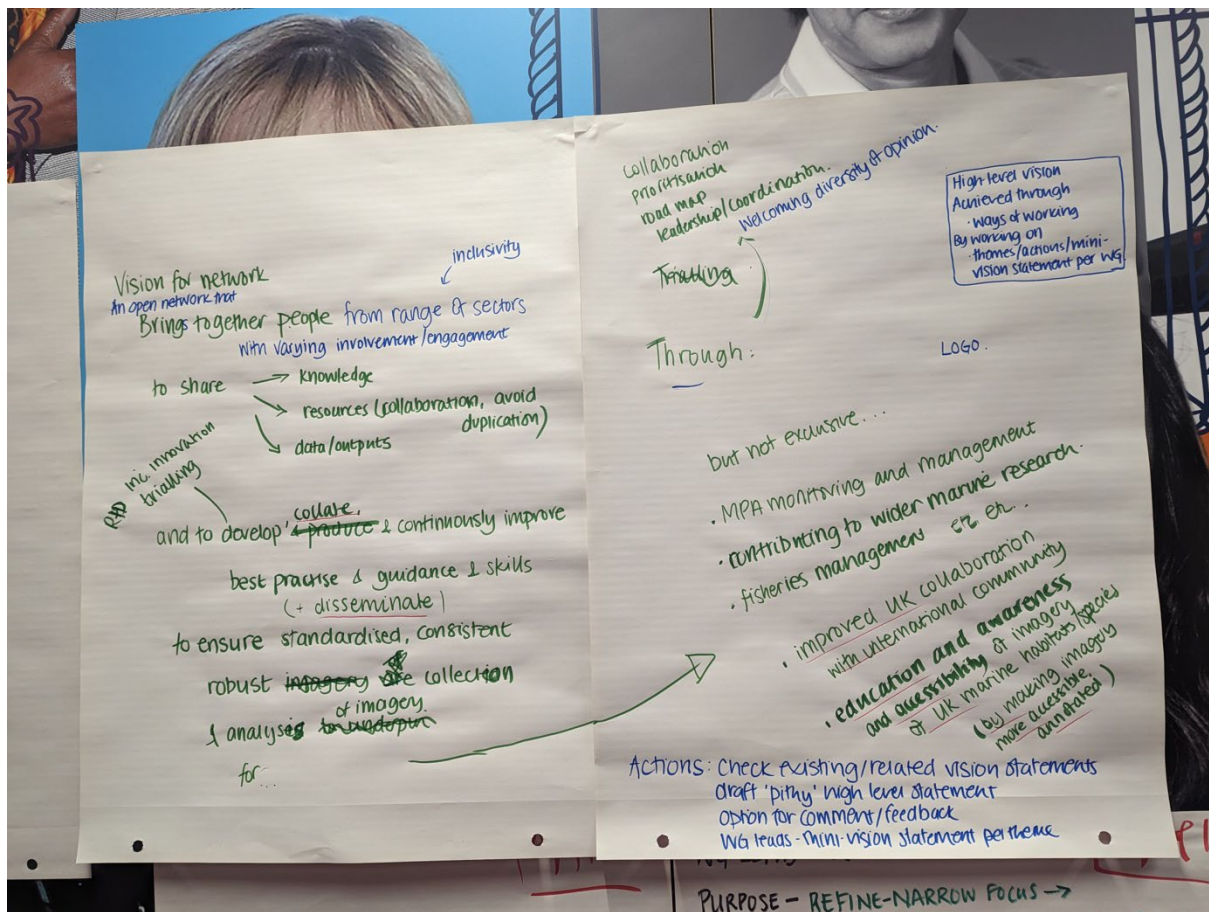 inclusivity
Vision for network
An open network that
Brings together people from range of sectors
with varying involvement/engagement
to share
knowledge
resources (collaboration, avoid
duplication)
data/outputs
R+D inc. innovation
trialling
collate,
and to develop, & produce & continuously improve
best practise & guidance & skills
(+ disseminate)
to ensure standardised, consistent
robust imagery collection
of imagery.
& analysis to underpin
for...
collaboration
prioritisation
road map
leadership/coordination.
welcoming diversity of opinion.
Trialling
Through:
High-level vision
Achieved through
· ways of working
By working on
· themes/actions/mini-
vision statement per WG
LOGO.
but not exclusive...
· MPA monitoring and management
· contributing to wider marine research.
· fisheries management etc etc..
· improved UK collaboration
with international community
· education and awareness
and accessibility of imagery
of UK marine habitats/species
(by making imagery
more accessible,
annotated)
Actions: Check existing/related vision statements
draft 'pithy' high level statement
option for comment/feedback
WG leads - mini-vision statement per theme
PURPOSE - REFINE-NARROW FOCUS →